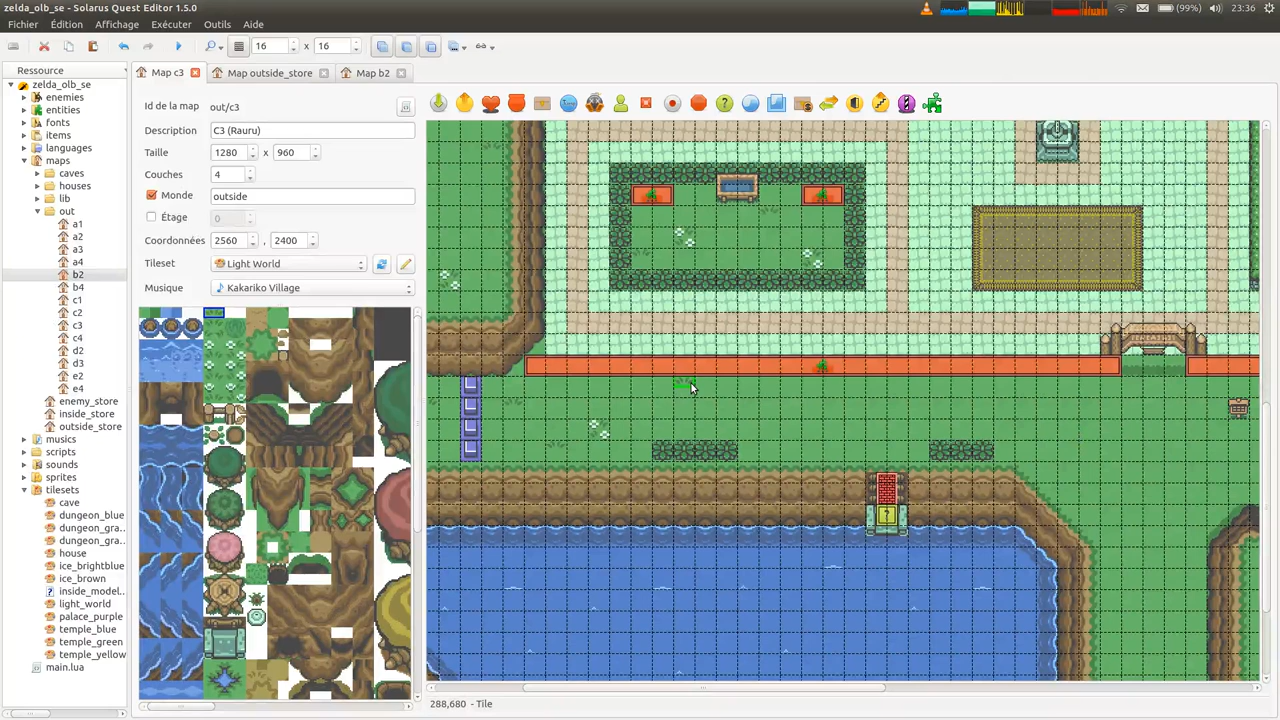 zelda_olb_se - Solarus Quest Editor 1.5.0
(99%)
23:36
Fichier Édition Affichage Exécuter Outils Aide
16 x 16
Ressource
Map c3 Map outside_store Map b2
zelda_olb_se
enemies
entities
fonts
items
languages
maps
caves
houses
lib
out
a1
a2
a3
a4
b2
b4
c1
c2
c3
c4
d2
d3
e2
e4
enemy_store
inside_store
outside_store
musics
scripts
sounds
sprites
tilesets
cave
dungeon_blue
dungeon_gra...
dungeon_gra...
house
ice_brightblue
ice_brown
inside_model...
light_world
palace_purple
temple_blue
temple_green
temple_yellow
main.lua
Id de la map out/c3
Description C3 (Rauru)
Taille 1280 x 960
Couches 4
Monde outside
Étage 0
Coordonnées 2560 , 2400
Tileset Light World
Musique Kakariko Village
288,680 - Tile